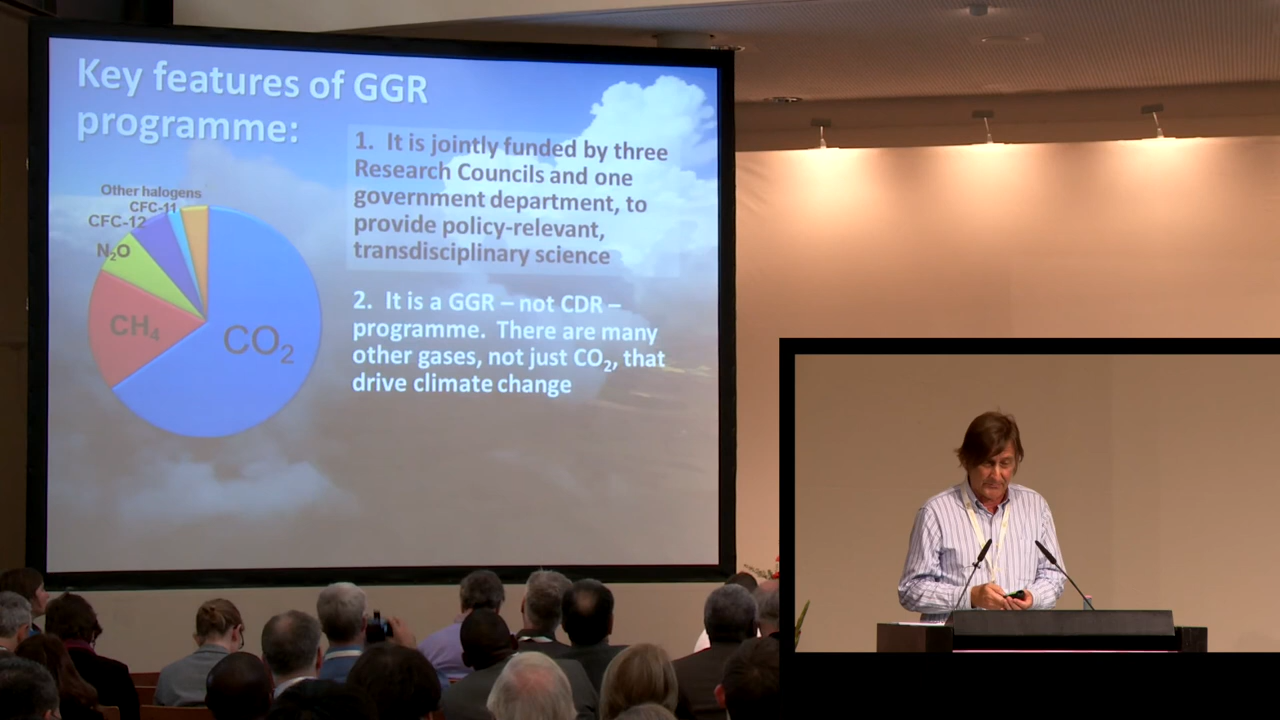 Key features of GGR
programme:
1. It is jointly funded by three
Research Councils and one
government department, to
provide policy-relevant,
transdisciplinary science
Other halogens
CFC-11
CFC-12
N₂O
CH₄
CO₂
2. It is a GGR – not CDR –
programme. There are many
other gases, not just CO₂, that
drive climate change